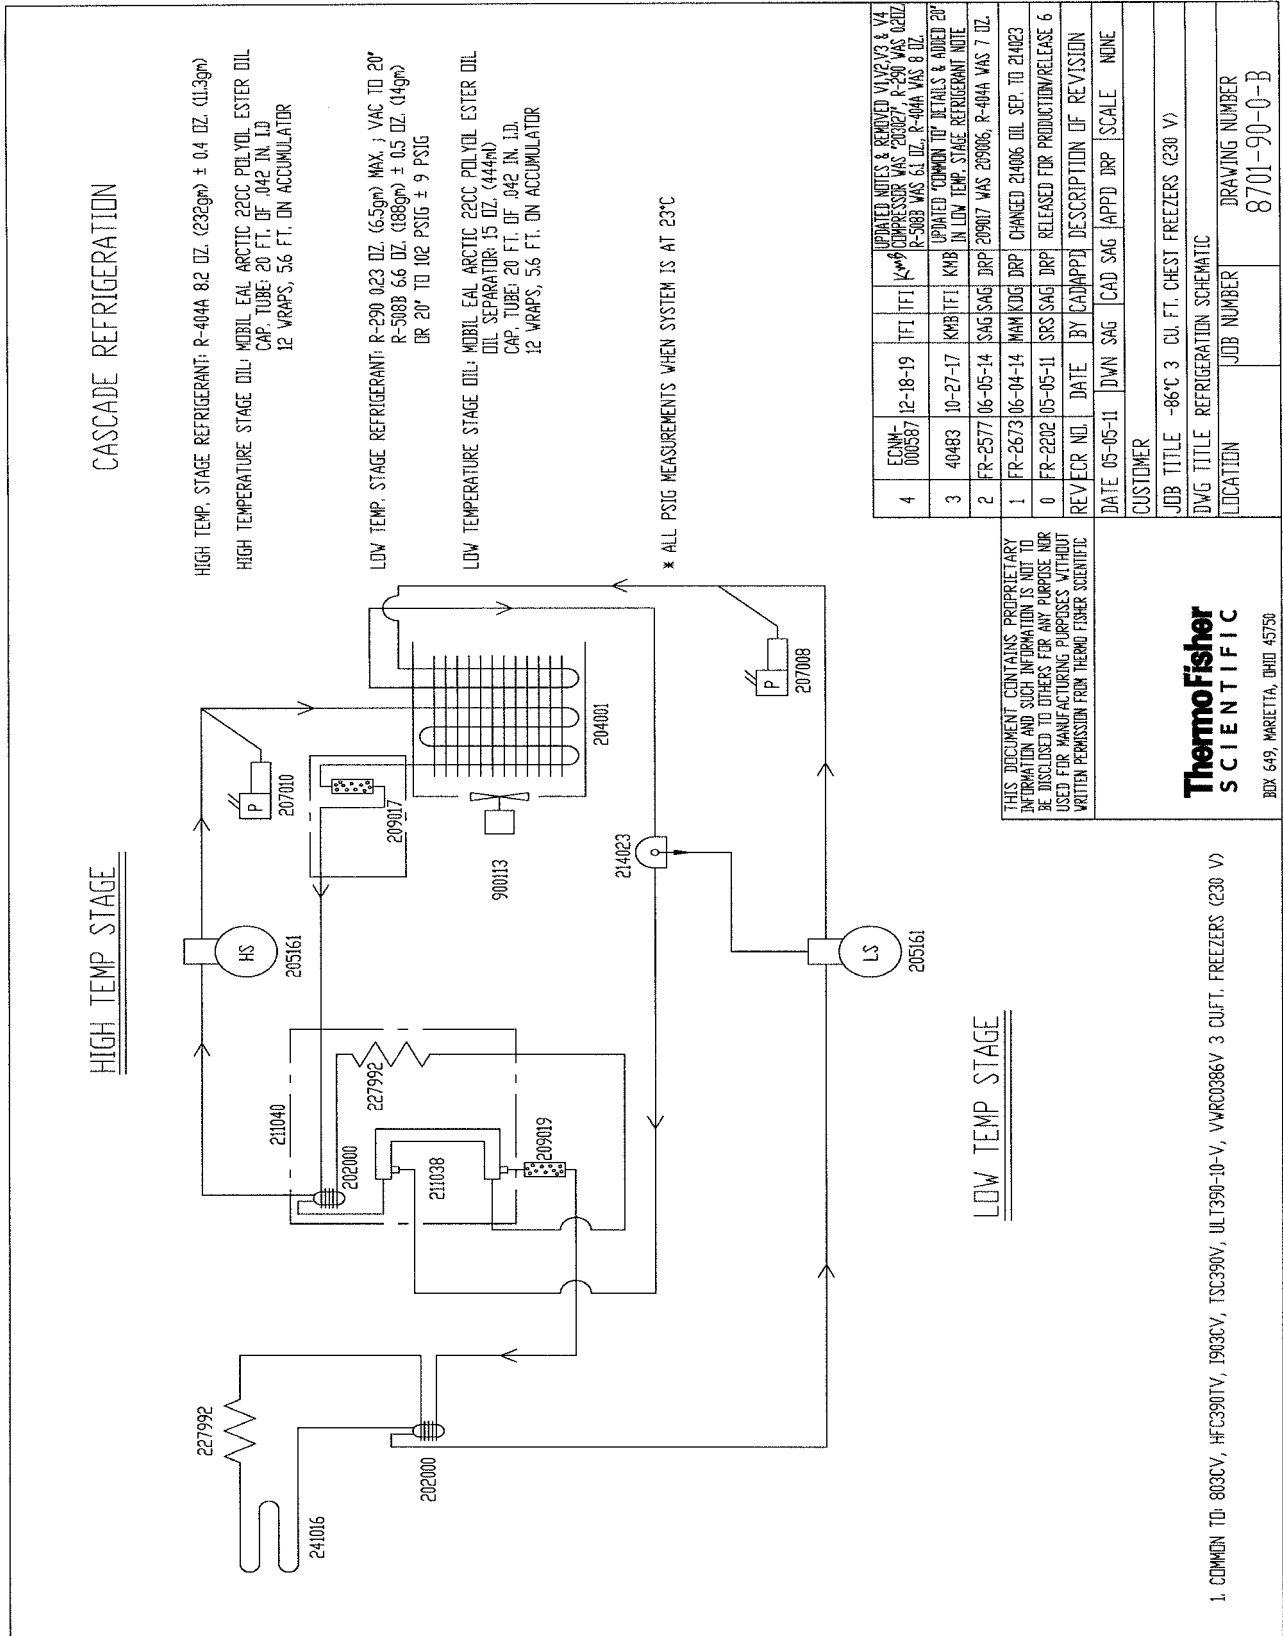 CASCADE REFRIGERATION
HIGH TEMP. STAGE REFRIGERANT: R-404A 8.2 OZ. (232gm) ± 0.4 OZ. (11.3gm)
HIGH TEMPERATURE STAGE OIL: MOBIL EAL ARCTIC 22CC POLYOL ESTER OIL
CAP. TUBE: 20 FT. OF .042 IN. I.D
12 WRAPS, 5.6 FT. ON ACCUMULATOR
LOW TEMP. STAGE REFRIGERANT: R-290 0.23 OZ. (6.5gm) MAX. ; VAC TO 20"
R-508B 6.6 OZ. (188gm) ± 0.5 OZ. (14gm)
OR 20" TO 102 PSIG ± 9 PSIG
LOW TEMPERATURE STAGE OIL: MOBIL EAL ARCTIC 22CC POLYOL ESTER OIL
OIL SEPARATOR: 15 OZ. (444ml)
CAP. TUBE: 20 FT. OF .042 IN. I.D.
12 WRAPS, 5.6 FT. ON ACCUMULATOR
* ALL PSIG MEASUREMENTS WHEN SYSTEM IS AT 23°C
HIGH TEMP STAGE
HS
205161
P
207010
209017
204001
900113
214023
P
207008
LS
205161
211040
202000
227992
211038
209019
227992
241016
202000
LOW TEMP STAGE
1. COMMON TO: 803CV, HFC390TV, I903CV, TSC390V, ULT390-10-V, VWRC0386V 3 CU.FT. FREEZERS (230 V)
THIS DOCUMENT CONTAINS PROPRIETARY
INFORMATION AND SUCH INFORMATION IS NOT TO
BE DISCLOSED TO OTHERS FOR ANY PURPOSE NOR
USED FOR MANUFACTURING PURPOSES WITHOUT
WRITTEN PERMISSION FROM THERMO FISHER SCIENTIFIC
ThermoFisher
SCIENTIFIC
BOX 649, MARIETTA, OHIO 45750
4 ECNM-000587 12-18-19 TFI TFI KMB UPDATED NOTES & REMOVED V1,V2,V3 & V4
COMPRESSOR WAS "203027", R-290 WAS 0.20Z.
R-508B WAS 6.1 OZ., R-404A WAS 8 OZ.
3 40483 10-27-17 KMB TFI KMB UPDATED "COMMON TO" DETAILS & ADDED 20"
IN LOW TEMP. STAGE REFRIGERANT NOTE
2 FR-2577 06-05-14 SAG SAG DRP 209017 WAS 209006, R-404A WAS 7 OZ.
1 FR-2673 06-04-14 MAM KDG DRP CHANGED 214006 OIL SEP. TO 214023
0 FR-2202 05-05-11 SRS SAG DRP RELEASED FOR PRODUCTION/RELEASE 6
REV ECR NO. DATE BY CAD APPD DESCRIPTION OF REVISION
DATE 05-05-11 DWN SAG CAD SAG APPD DRP SCALE NONE
CUSTOMER
JOB TITLE -86°C 3 CU. FT. CHEST FREEZERS (230 V)
DWG TITLE REFRIGERATION SCHEMATIC
LOCATION JOB NUMBER DRAWING NUMBER
8701-90-0-B